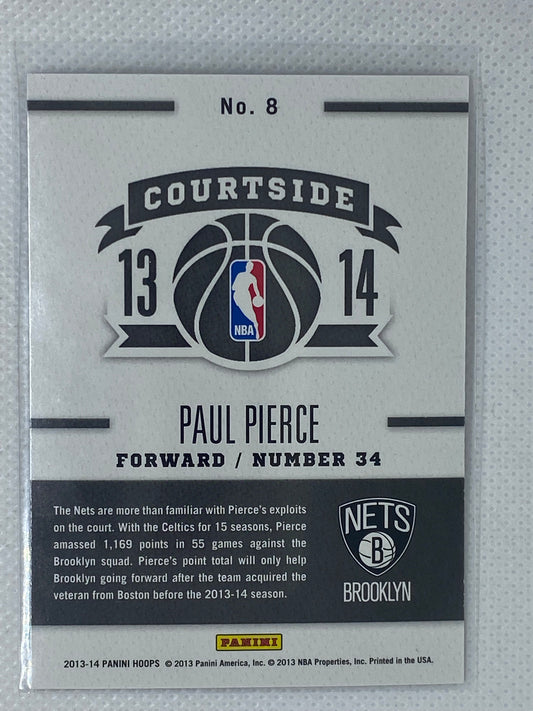 No. 8
COURTSIDE
13 14
NBA
PAUL PIERCE
FORWARD / NUMBER 34
The Nets are more than familiar with Pierce's exploits
on the court. With the Celtics for 15 seasons, Pierce
amassed 1,169 points in 55 games against the
Brooklyn squad. Pierce's point total will only help
Brooklyn going forward after the team acquired the
veteran from Boston before the 2013-14 season.
NETS
B
BROOKLYN
PANINI
2013-14 PANINI HOOPS © 2013 Panini America, Inc. © 2013 NBA Properties, Inc. Printed in the USA.